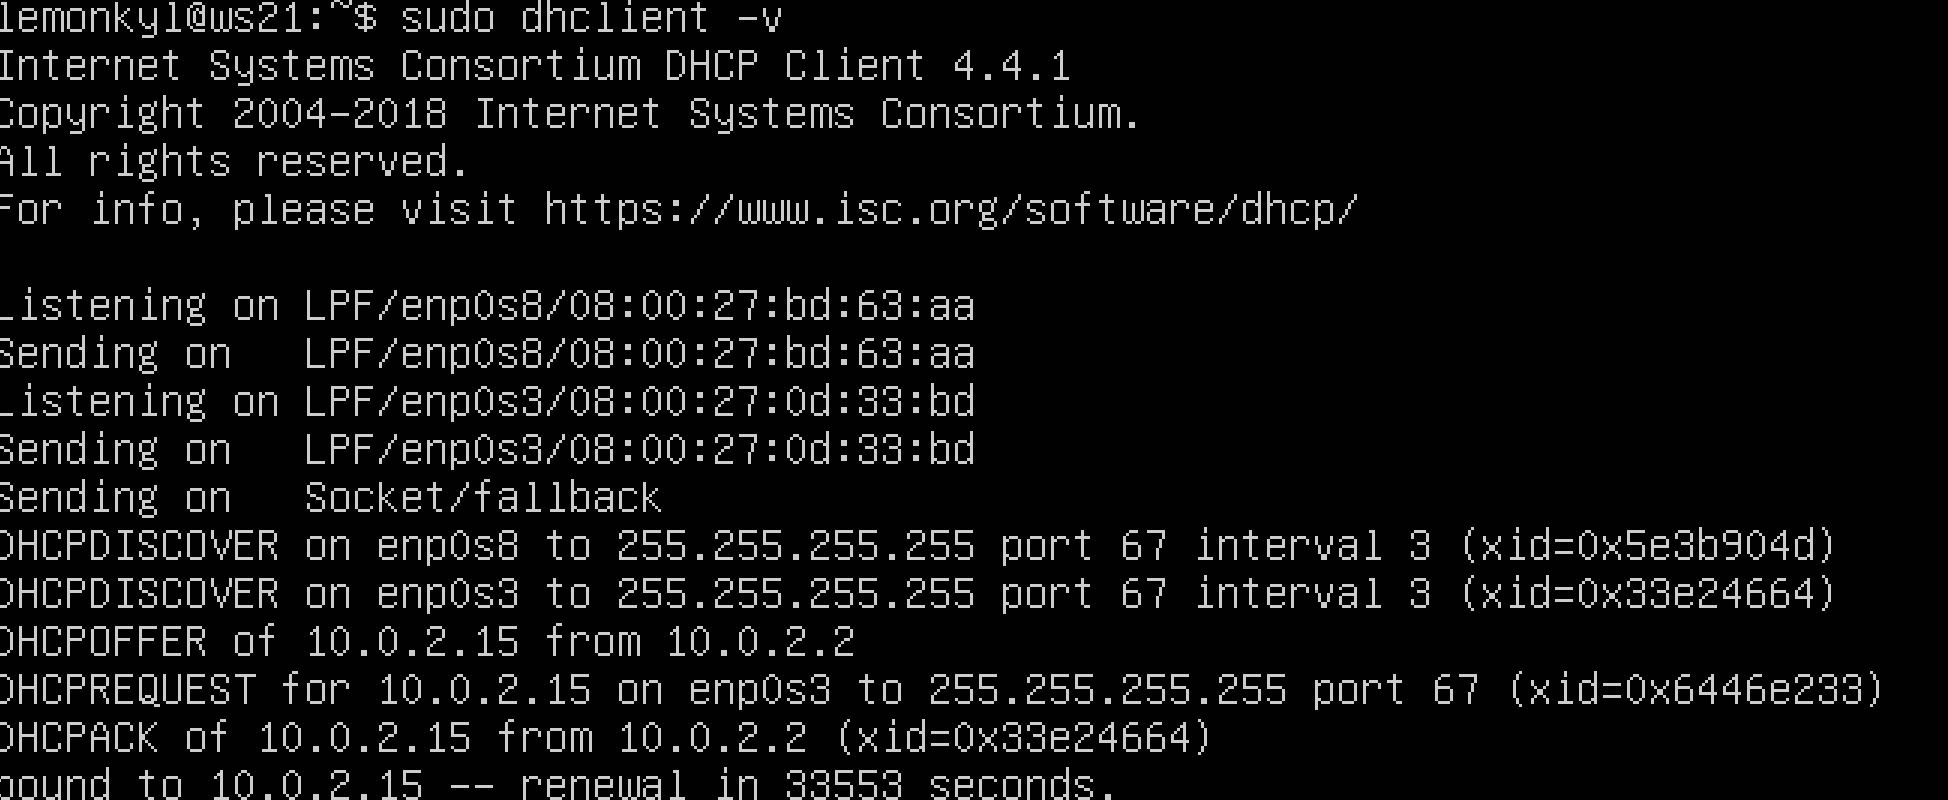 lemonkyl@ws21:~$ sudo dhclient -v
Internet Systems Consortium DHCP Client 4.4.1
Copyright 2004-2018 Internet Systems Consortium.
All rights reserved.
For info, please visit https://www.isc.org/software/dhcp/
Listening on LPF/enp0s8/08:00:27:bd:63:aa
Sending on   LPF/enp0s8/08:00:27:bd:63:aa
Listening on LPF/enp0s3/08:00:27:0d:33:bd
Sending on   LPF/enp0s3/08:00:27:0d:33:bd
Sending on   Socket/fallback
DHCPDISCOVER on enp0s8 to 255.255.255.255 port 67 interval 3 (xid=0x5e3b904d)
DHCPDISCOVER on enp0s3 to 255.255.255.255 port 67 interval 3 (xid=0x33e24664)
DHCPOFFER of 10.0.2.15 from 10.0.2.2
DHCPREQUEST for 10.0.2.15 on enp0s3 to 255.255.255.255 port 67 (xid=0x6446e233)
DHCPACK of 10.0.2.15 from 10.0.2.2 (xid=0x33e24664)
bound to 10.0.2.15 -- renewal in 33553 seconds.